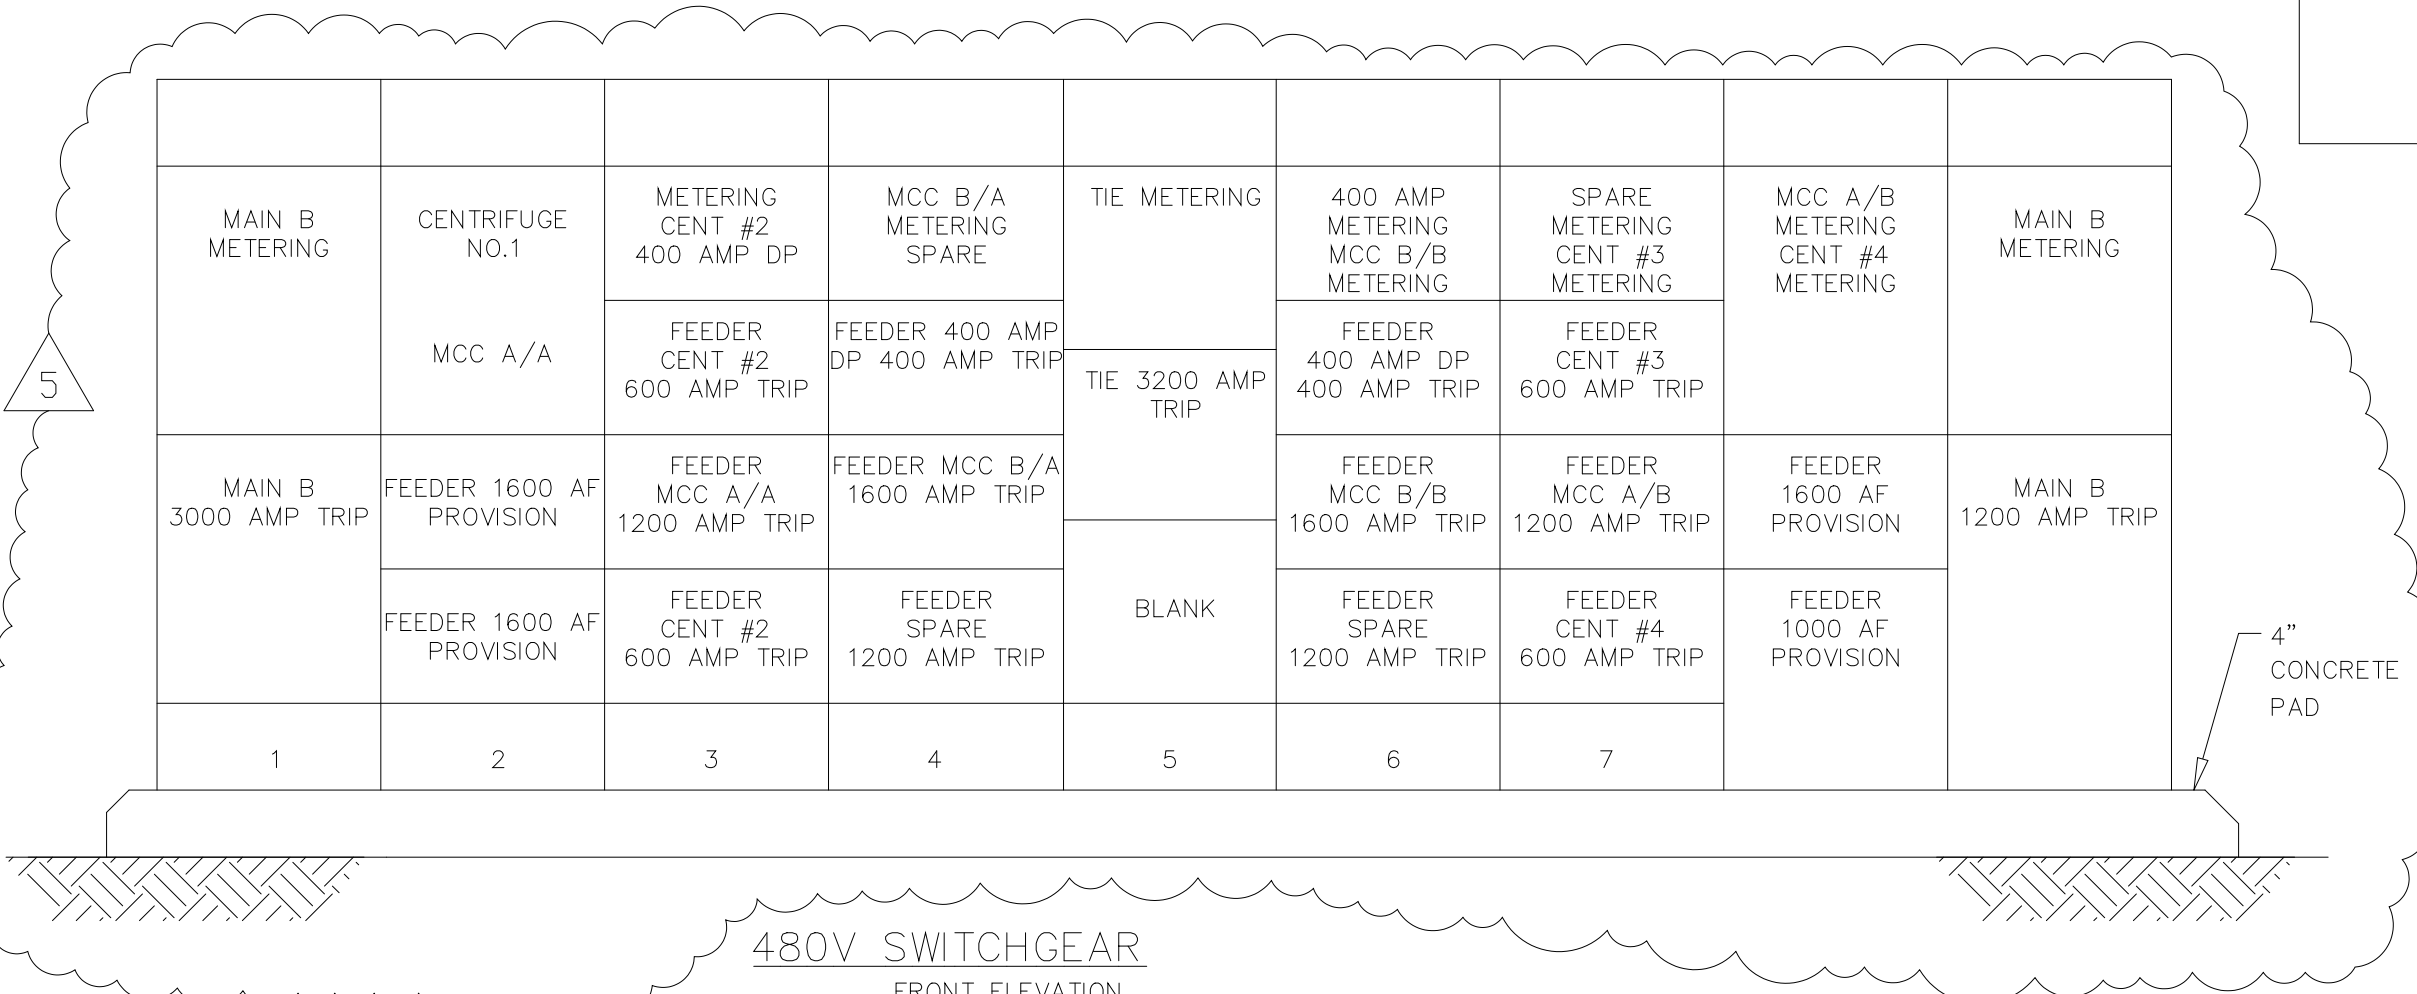 MAIN B
METERING
CENTRIFUGE
NO.1
MCC A/A
METERING
CENT #2
400 AMP DP
MCC B/A
METERING
SPARE
TIE METERING
400 AMP
METERING
MCC B/B
METERING
SPARE
METERING
CENT #3
METERING
MCC A/B
METERING
CENT #4
METERING
MAIN B
METERING
FEEDER
CENT #2
600 AMP TRIP
FEEDER 400 AMP
DP 400 AMP TRIP
TIE 3200 AMP
TRIP
FEEDER
400 AMP DP
400 AMP TRIP
FEEDER
CENT #3
600 AMP TRIP
5
MAIN B
3000 AMP TRIP
FEEDER 1600 AF
PROVISION
FEEDER
MCC A/A
1200 AMP TRIP
FEEDER MCC B/A
1600 AMP TRIP
FEEDER
MCC B/B
1600 AMP TRIP
FEEDER
MCC A/B
1200 AMP TRIP
FEEDER
1600 AF
PROVISION
MAIN B
1200 AMP TRIP
FEEDER 1600 AF
PROVISION
FEEDER
CENT #2
600 AMP TRIP
FEEDER
SPARE
1200 AMP TRIP
BLANK
FEEDER
SPARE
1200 AMP TRIP
FEEDER
CENT #4
600 AMP TRIP
FEEDER
1000 AF
PROVISION
4"
CONCRETE
PAD
1
2
3
4
5
6
7
480V SWITCHGEAR
FRONT ELEVATION